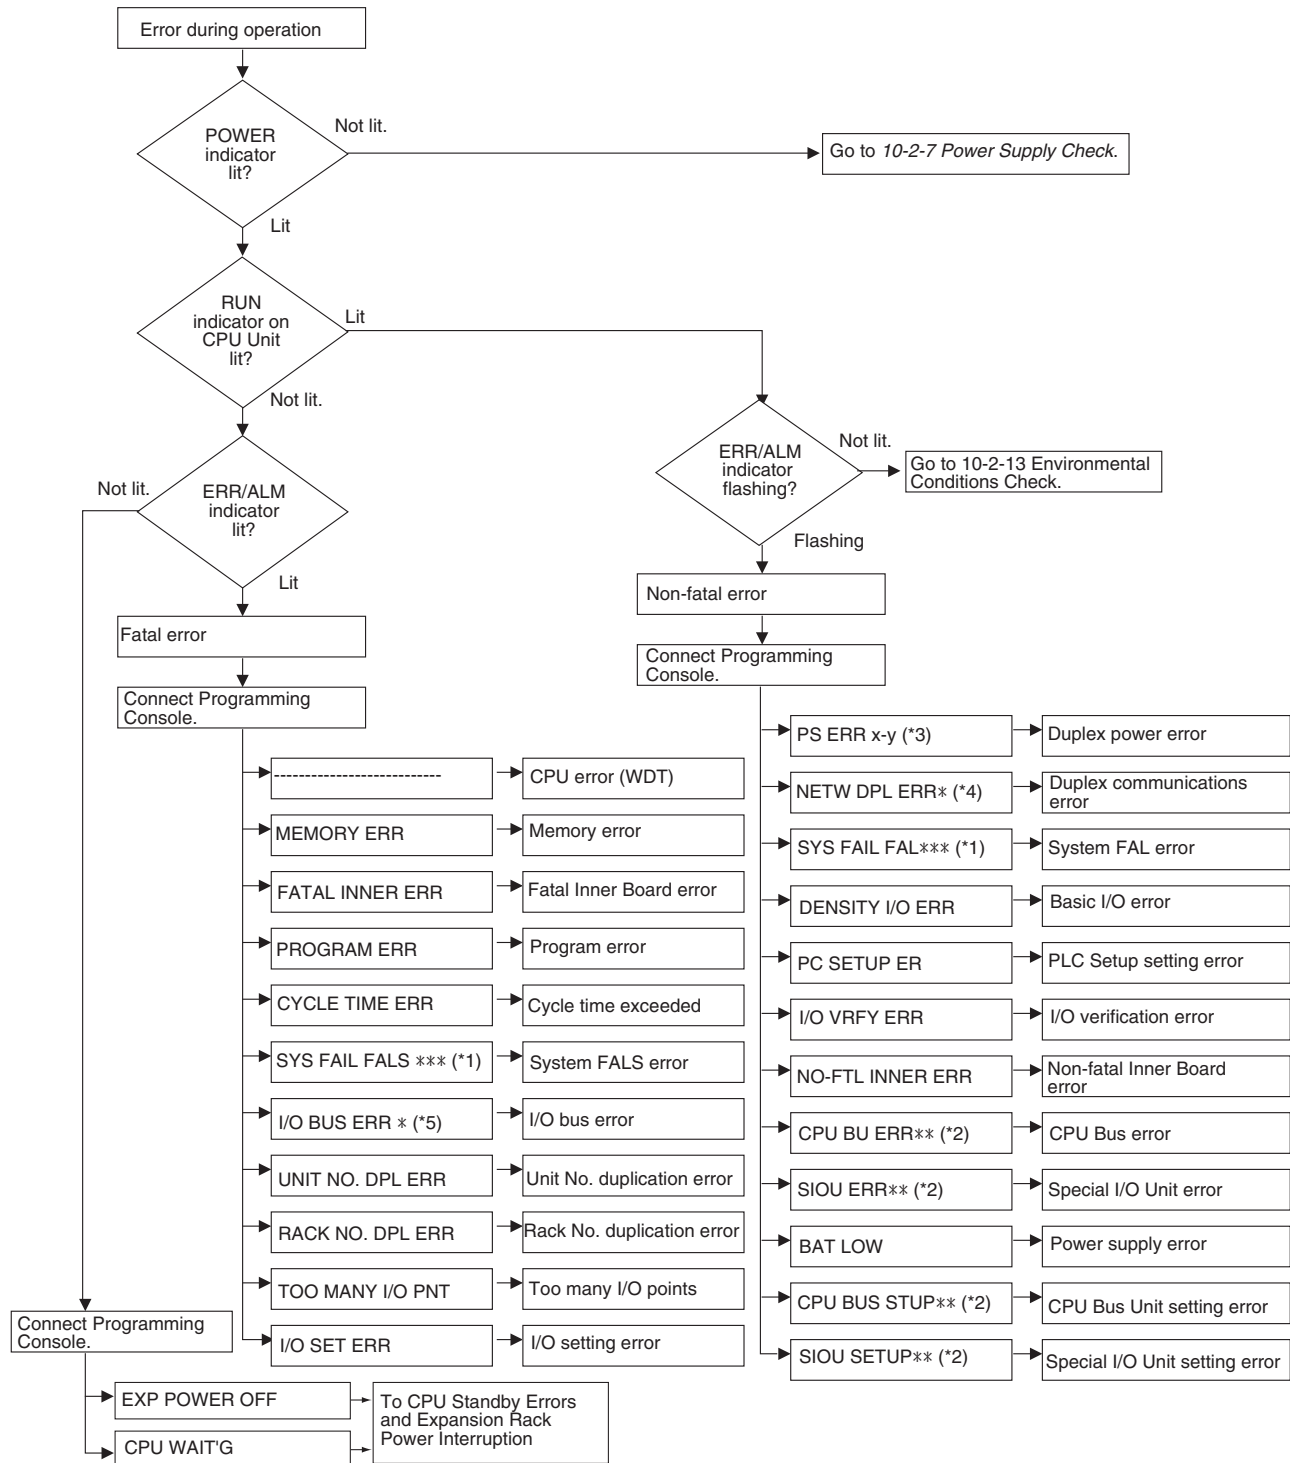 Error during operation
POWER
indicator
lit?
Not lit.
Go to 10-2-7 Power Supply Check.
Lit
RUN
indicator on
CPU Unit
lit?
Lit
Not lit.
ERR/ALM
indicator
flashing?
Not lit.
Go to 10-2-13 Environmental
Conditions Check.
Flashing
Not lit.
ERR/ALM
indicator
lit?
Lit
Fatal error
Connect Programming
Console.
Non-fatal error
Connect Programming
Console.
---------------------------- CPU error (WDT)
MEMORY ERR Memory error
FATAL INNER ERR Fatal Inner Board error
PROGRAM ERR Program error
CYCLE TIME ERR Cycle time exceeded
SYS FAIL FALS *** (*1) System FALS error
I/O BUS ERR * (*5) I/O bus error
UNIT NO. DPL ERR Unit No. duplication error
RACK NO. DPL ERR Rack No. duplication error
TOO MANY I/O PNT Too many I/O points
I/O SET ERR I/O setting error
PS ERR x-y (*3) Duplex power error
NETW DPL ERR* (*4) Duplex communications
error
SYS FAIL FAL*** (*1) System FAL error
DENSITY I/O ERR Basic I/O error
PC SETUP ER PLC Setup setting error
I/O VRFY ERR I/O verification error
NO-FTL INNER ERR Non-fatal Inner Board
error
CPU BU ERR** (*2) CPU Bus error
SIOU ERR** (*2) Special I/O Unit error
BAT LOW Power supply error
CPU BUS STUP** (*2) CPU Bus Unit setting error
SIOU SETUP** (*2) Special I/O Unit setting error
Connect Programming
Console.
EXP POWER OFF
CPU WAIT'G
To CPU Standby Errors
and Expansion Rack
Power Interruption